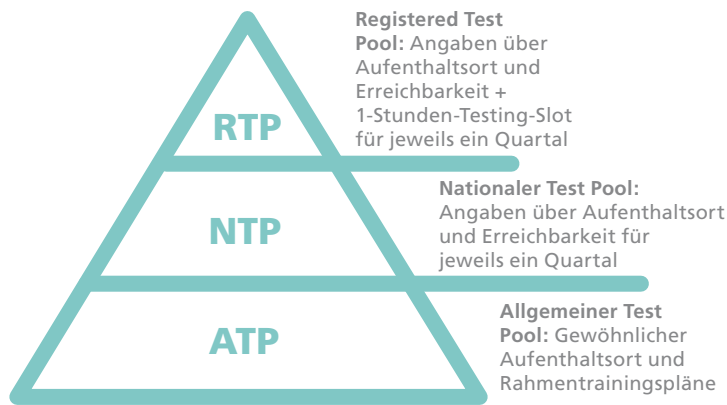 Registered Test
Pool: Angaben über
Aufenthaltsort und
Erreichbarkeit +
1-Stunden-Testing-Slot
für jeweils ein Quartal
RTP
Nationaler Test Pool:
Angaben über Aufenthaltsort
und Erreichbarkeit für
jeweils ein Quartal
NTP
Allgemeiner Test
Pool: Gewöhnlicher
Aufenthaltsort und
Rahmentrainingspläne
ATP